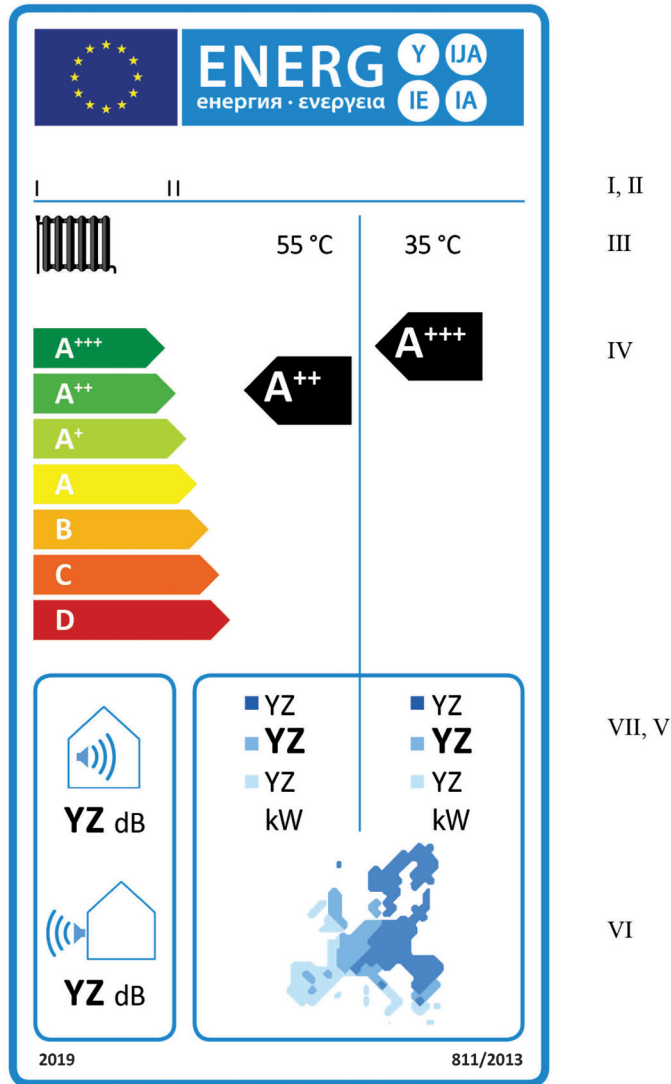 ENERG Y IJA
енергия · ενεργεια IE IA
I II I, II
55 °C 35 °C III
A+++ A+++ IV
A++ A++
A+
A
B
C
D
YZ YZ
YZ YZ VII, V
YZ YZ
kW kW
YZ dB
VI
YZ dB
2019 811/2013